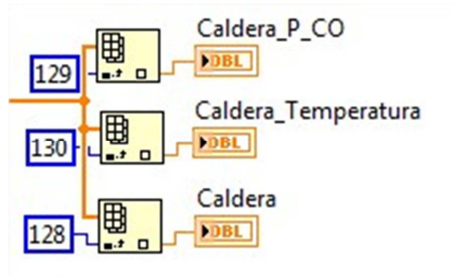 Caldera_P_CO
129
DBL
Caldera_Temperatura
130
DBL
Caldera
128
DBL